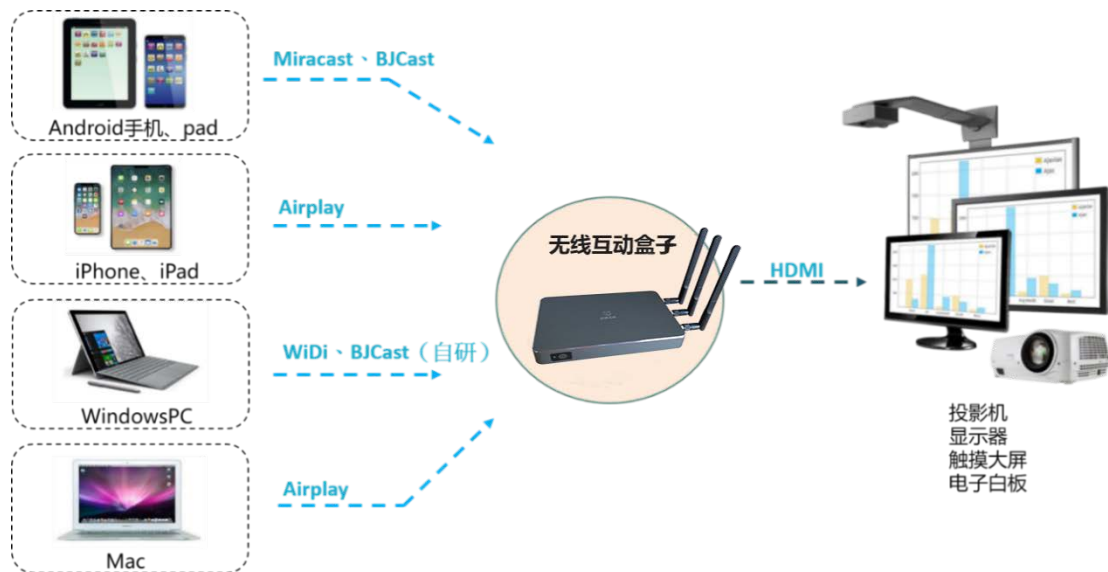 Miracast、BJCast
Android手机、pad
Airplay
iPhone、iPad
无线互动盒子
HDMI
WiDi、BJCast（自研）
WindowsPC
Airplay
Mac
投影机
显示器
触摸大屏
电子白板